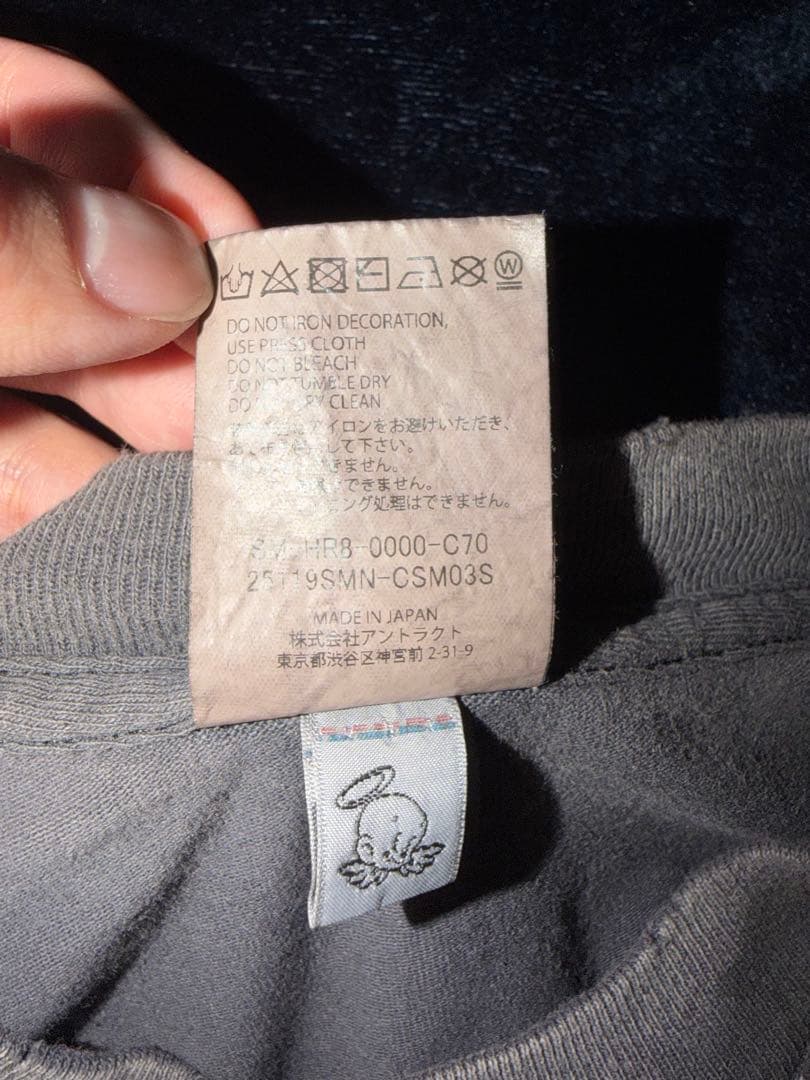 W
DO NOT IRON DECORATION,
USE PRESS CLOTH
DO NOT BLEACH
DO NOT TUMBLE DRY
DO DRY CLEAN
アイロンをお避けいただき、
して下さい。
きません。
できません。
ング処理はできません。
HR8-0000-C70
25119SMN-CSM03S
MADE IN JAPAN
株式会社アントラクト
東京都渋谷区神宮前 2-31-9